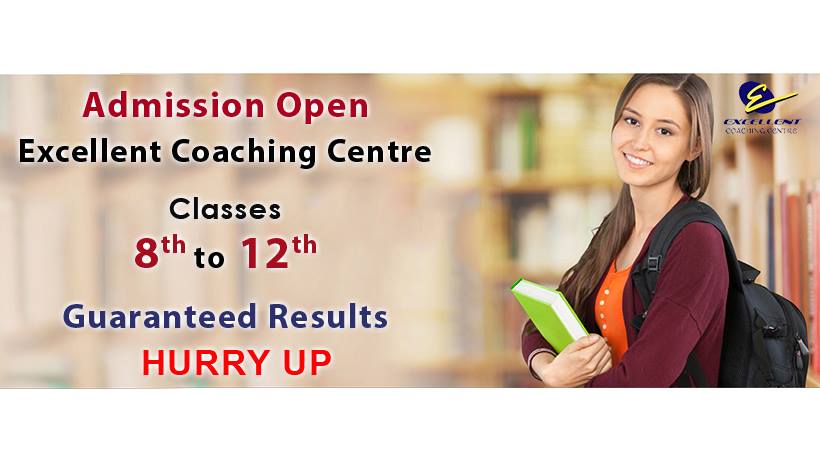 Admission Open
Excellent Coaching Centre
Classes
8th to 12th
Guaranteed Results
HURRY UP
E
EXCELLENT
COACHING CENTRE